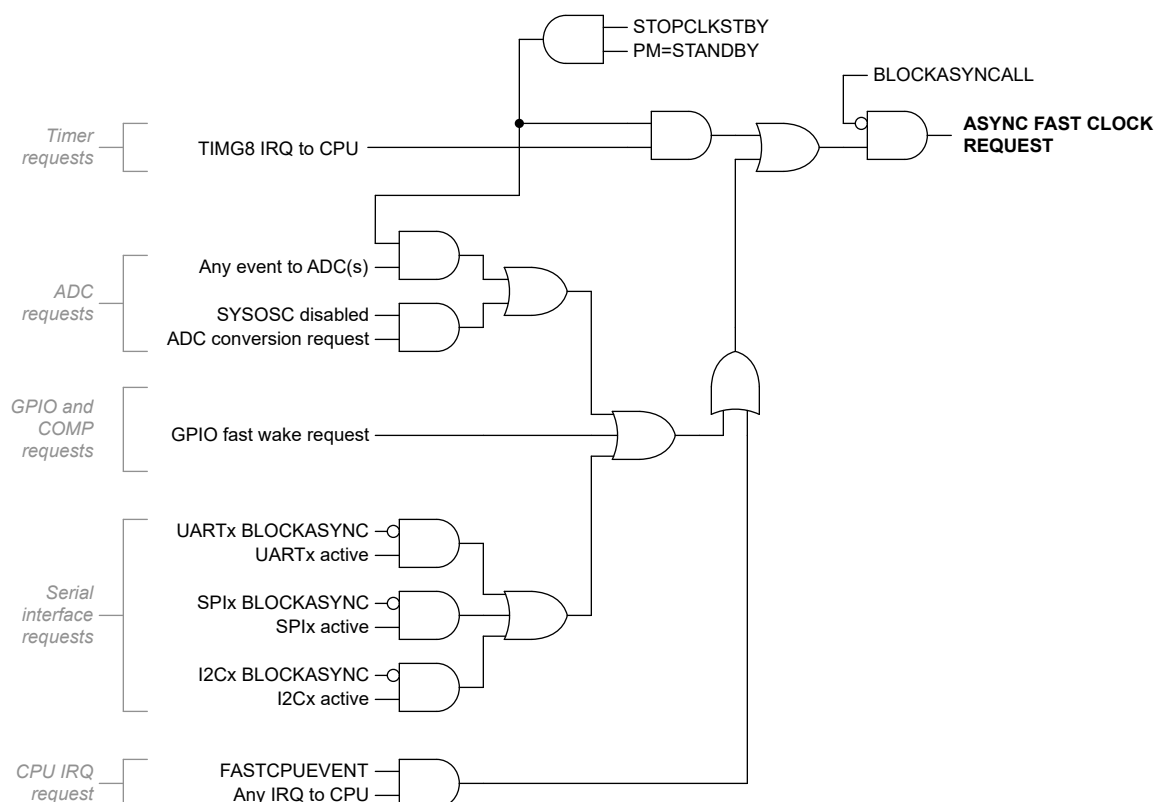 STOPCLKSTBY
PM=STANDBY
BLOCKASYNCALL
ASYNC FAST CLOCK
REQUEST
Timer
requests
TIMG8 IRQ to CPU
ADC
requests
Any event to ADC(s)
SYSOSC disabled
ADC conversion request
GPIO and
COMP
requests
GPIO fast wake request
Serial
interface
requests
UARTx BLOCKASYNC
UARTx active
SPIx BLOCKASYNC
SPIx active
I2Cx BLOCKASYNC
I2Cx active
CPU IRQ
request
FASTCPUEVENT
Any IRQ to CPU